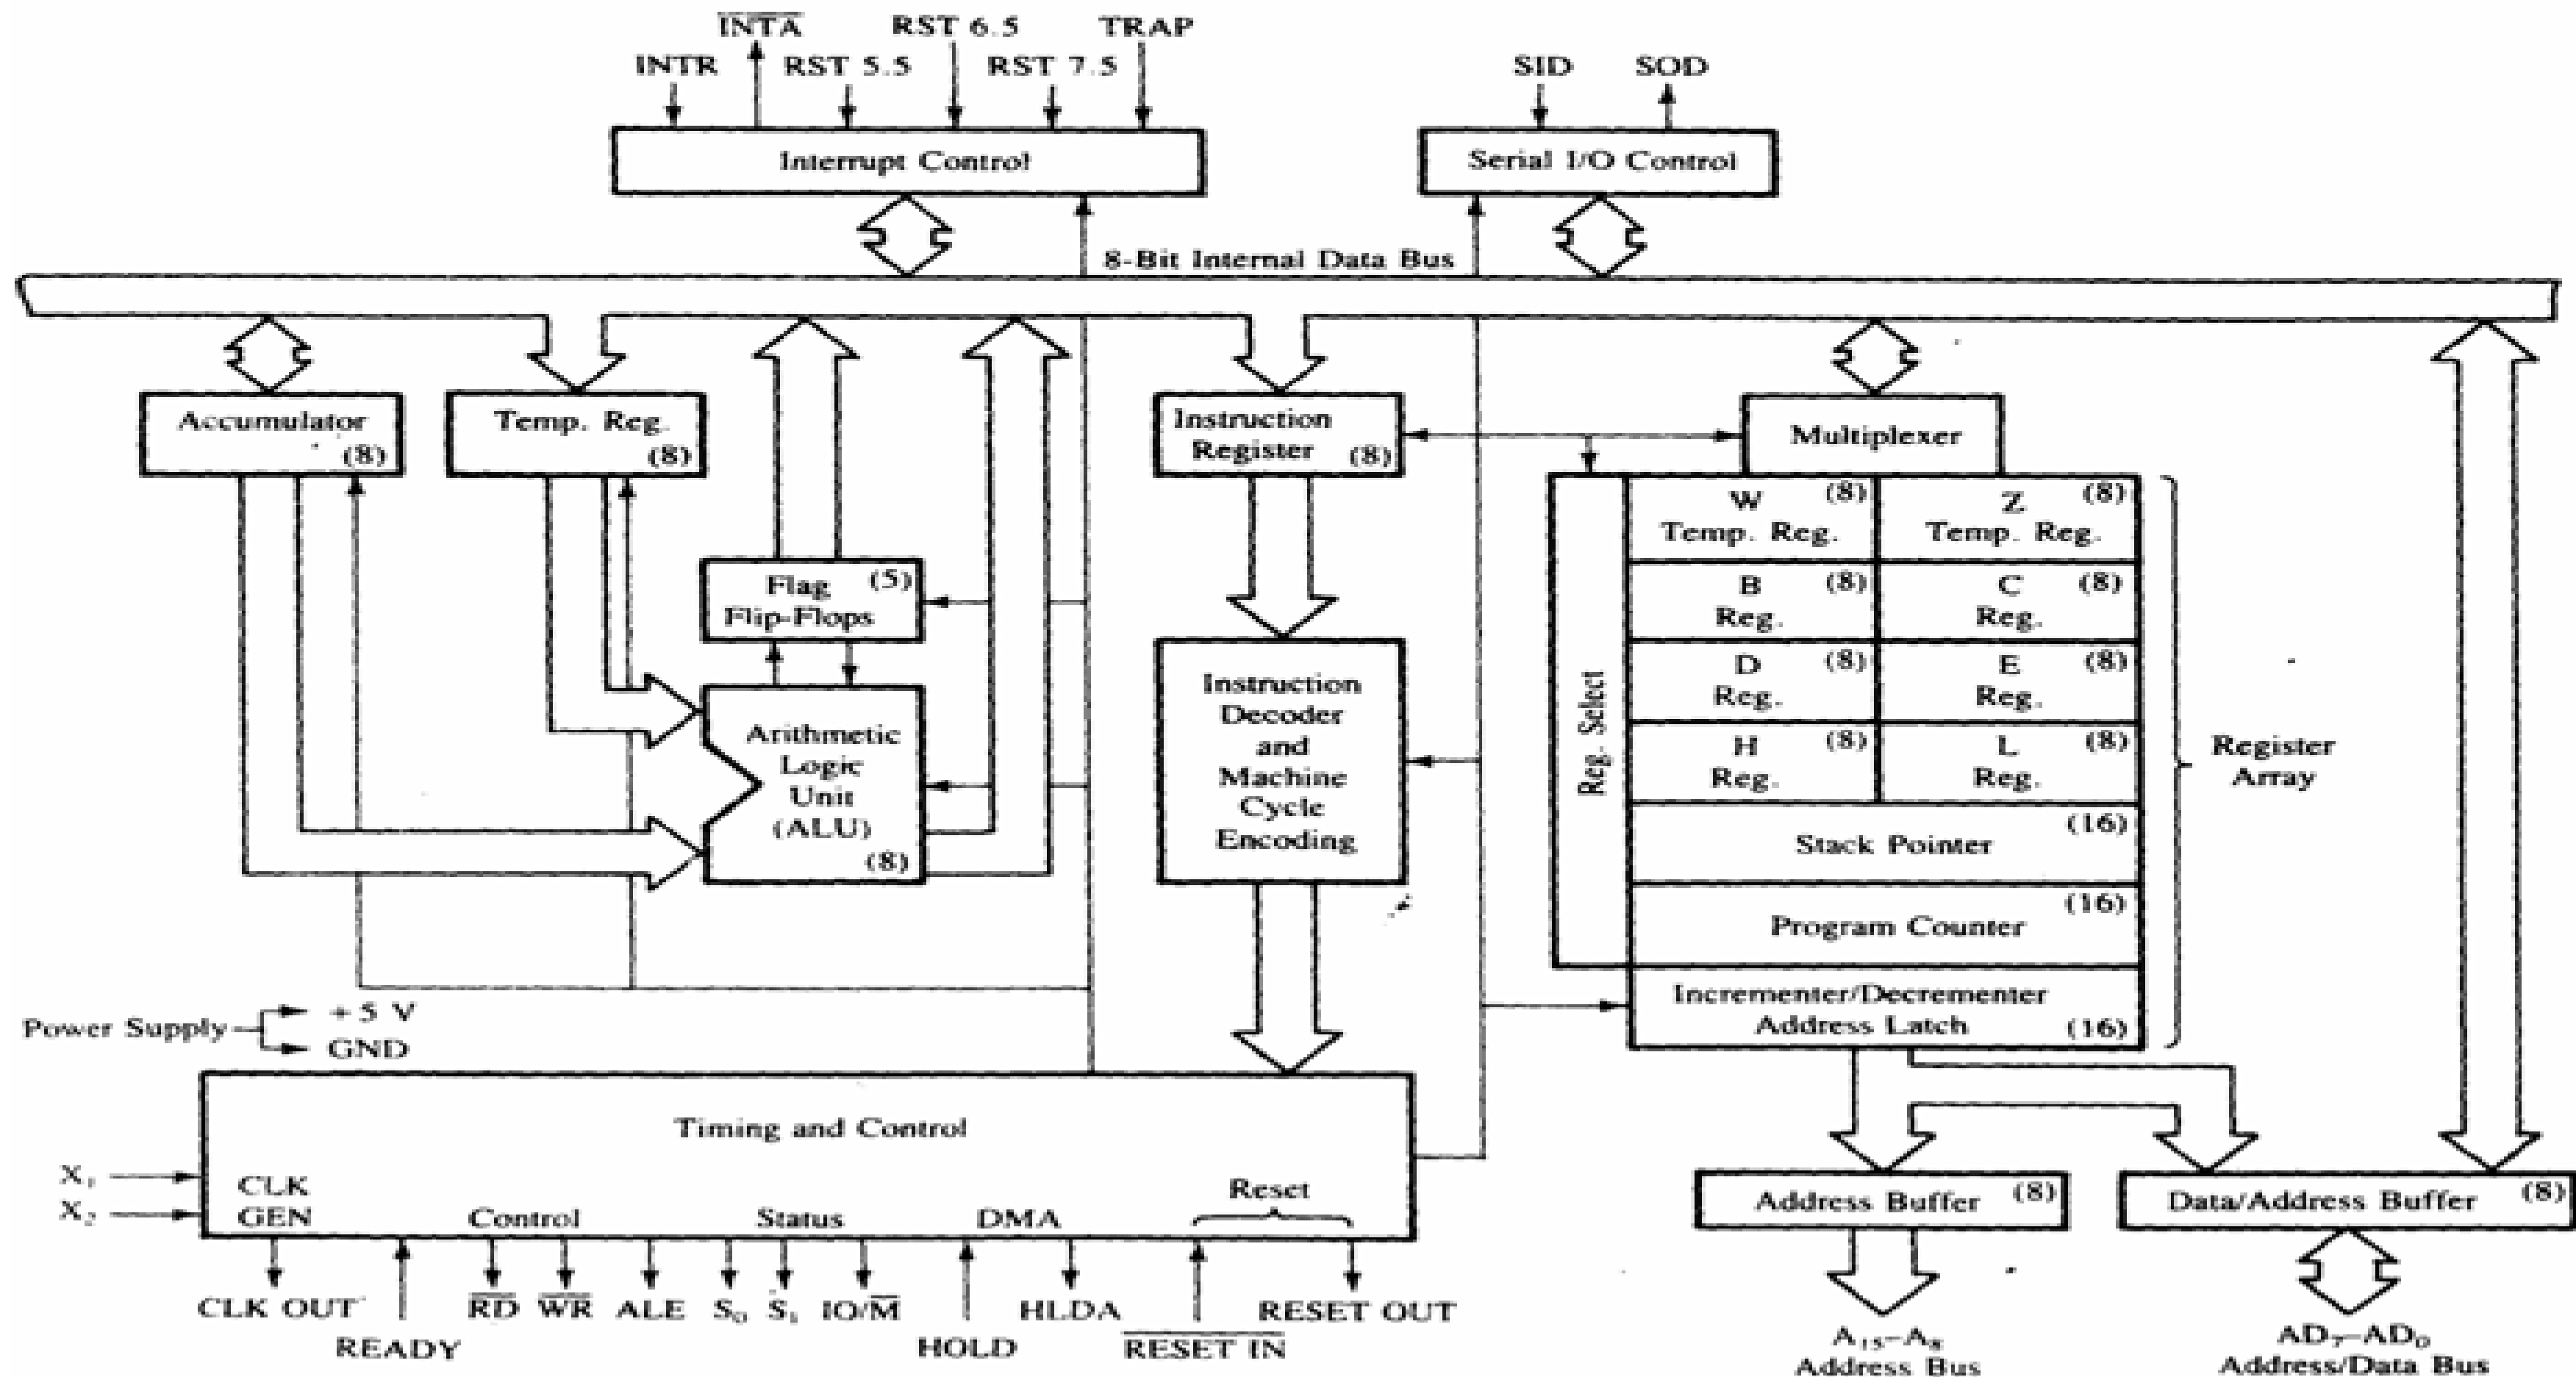 INTA
RST 6.5
TRAP
INTR
RST 5.5
RST 7.5
SID
SOD
Interrupt Control
Serial I/O Control
8-Bit Internal Data Bus
Accumulator
(8)
Temp. Reg.
(8)
Instruction
Register (8)
Multiplexer
W (8)
Temp. Reg.
Z (8)
Temp. Reg.
Flag (5)
Flip-Flops
B (8)
Reg.
C (8)
Reg.
D (8)
Reg.
E (8)
Reg.
H (8)
Reg.
L (8)
Reg.
Reg. Select
Register
Array
Arithmetic
Logic
Unit
(ALU)
(8)
Instruction
Decoder
and
Machine
Cycle
Encoding
(16)
Stack Pointer
(16)
Program Counter
Incrementer/Decrementer
Address Latch (16)
Power Supply
+5 V
GND
Timing and Control
X₁
X₂
CLK
GEN
Control
Status
DMA
Reset
Address Buffer (8)
Data/Address Buffer (8)
CLK OUT
READY
RD
WR
ALE
S₀
S₁
IO/M
HOLD
HLDA
RESET IN
RESET OUT
A₁₅–A₈
Address Bus
AD₇–AD₀
Address/Data Bus